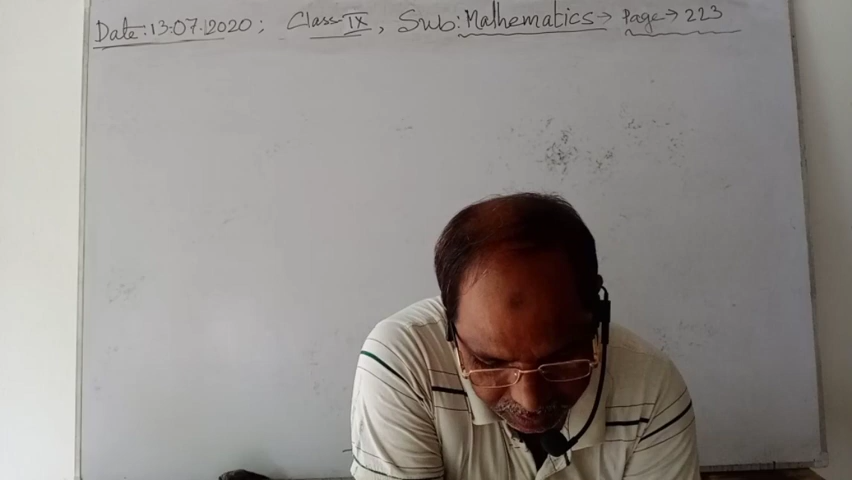 Date: 13.07.2020; Class-IX, Sub: Mathematics → Page → 223